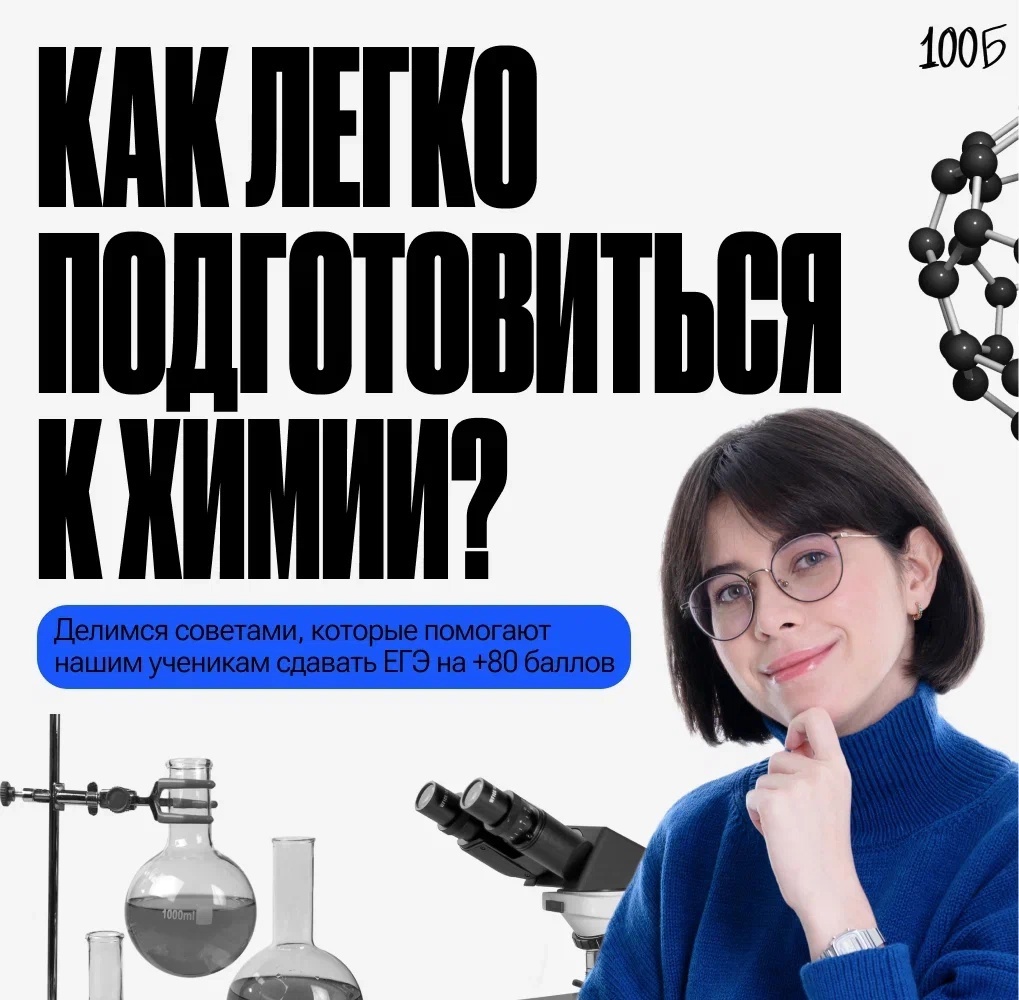 100Б
КАК ЛЕГКО
ПОДГОТОВИТЬСЯ
К ХИМИИ?
Делимся советами, которые помогают
нашим ученикам сдавать ЕГЭ на +80 баллов
1000ml